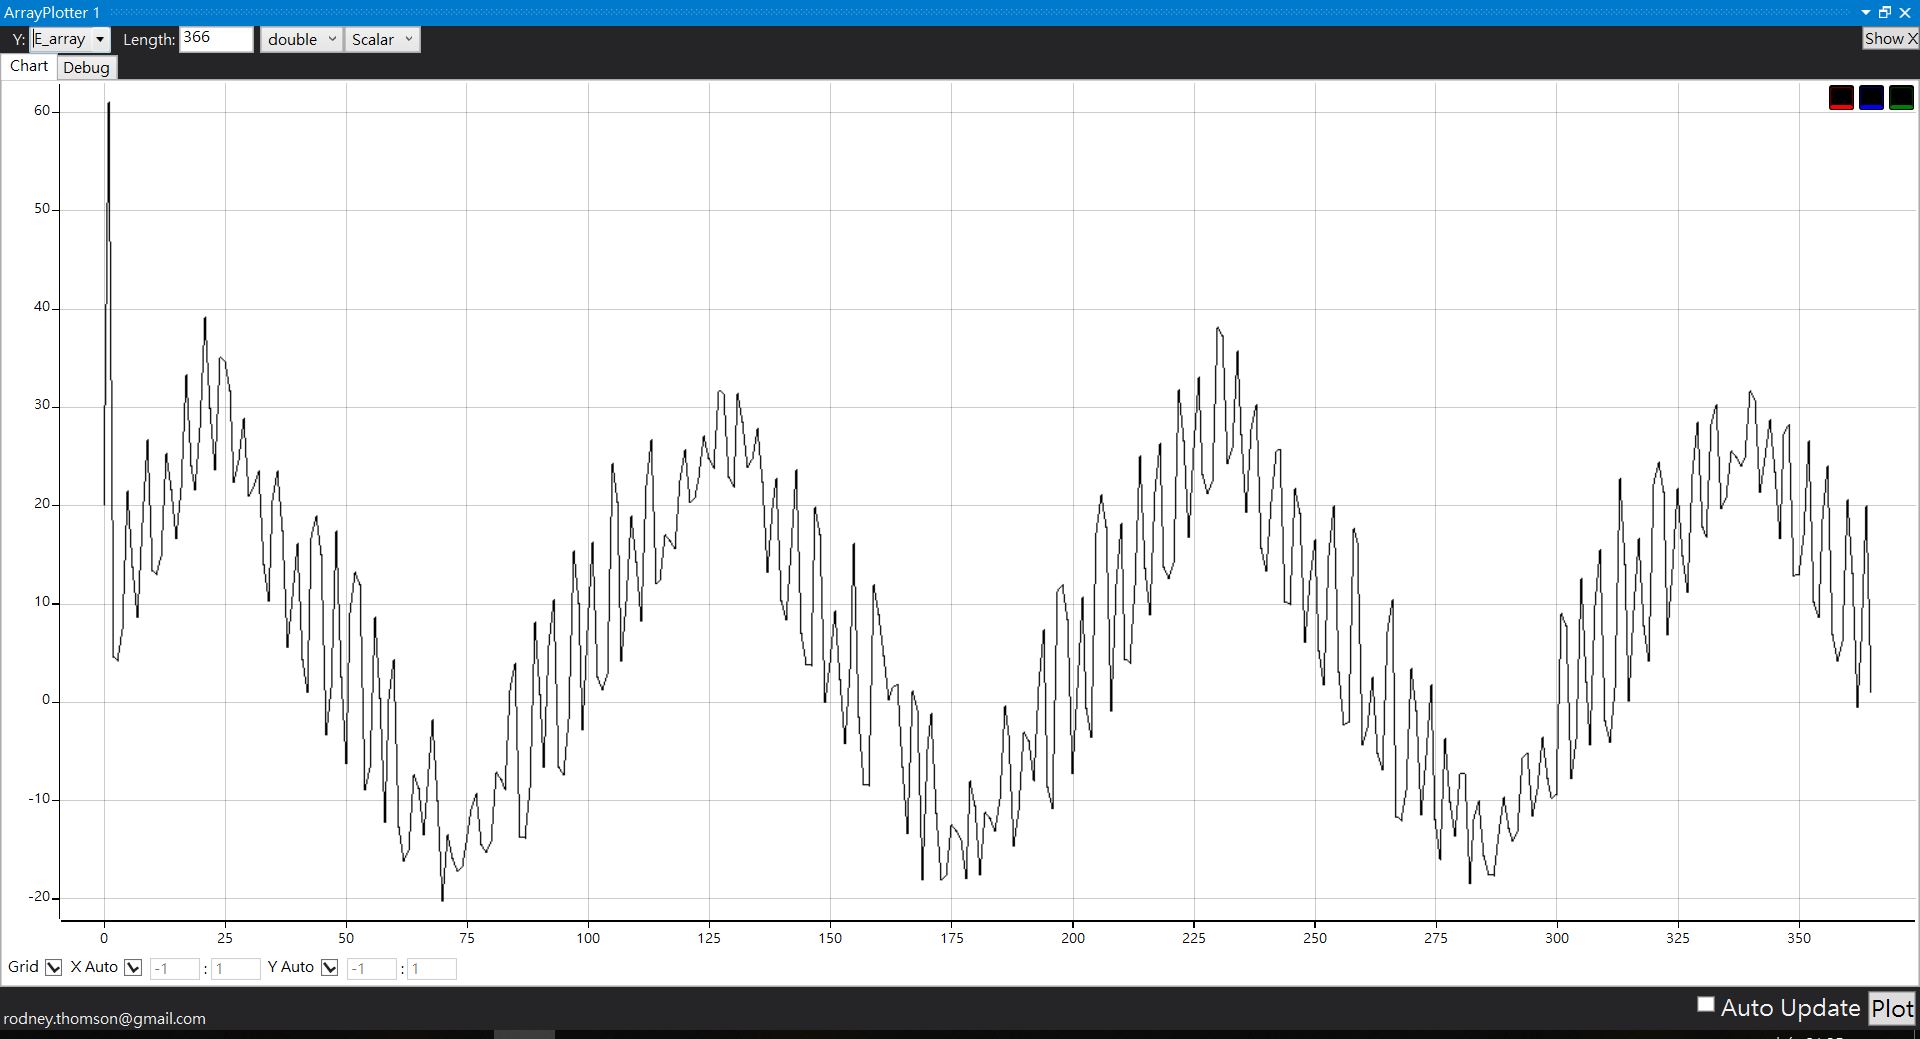 ArrayPlotter 1
Y: E_array Length: 366 double Scalar Show X
Chart Debug
60
50
40
30
20
10
0
-10
-20
0 25 50 75 100 125 150 175 200 225 250 275 300 325 350
Grid X Auto -1 : 1 Y Auto -1 : 1
Auto Update Plot
rodney.thomson@gmail.com